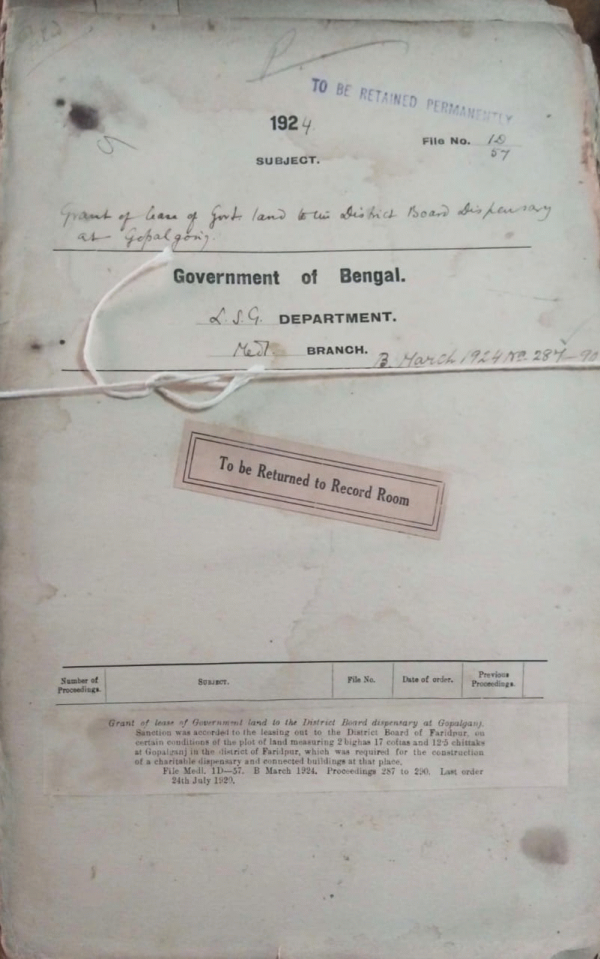 TO BE RETAINED PERMANENTLY
1924
File No. 1D
57
SUBJECT.
Grant of lease of Govt land to the District Board Dispensary
at Gopalgonj.
Government of Bengal.
L.S.G. DEPARTMENT.
Medl. BRANCH.
B. March 1924 No. 287-90
To be Returned to Record Room
Number of Proceedings.
SUBJECT.
File No.
Date of order.
Previous Proceedings.
Grant of lease of Government land to the District Board dispensary at Gopalganj.
Sanction was accorded to the leasing out to the District Board of Faridpur, on
certain conditions of the plot of land measuring 2 bighas 17 cottas and 12·5 chittaks
at Gopalganj in the district of Faridpur, which was required for the construction
of a charitable dispensary and connected buildings at that place.
File Medl. 1D—57. B March 1924. Proceedings 287 to 290. Last order
24th July 1920.